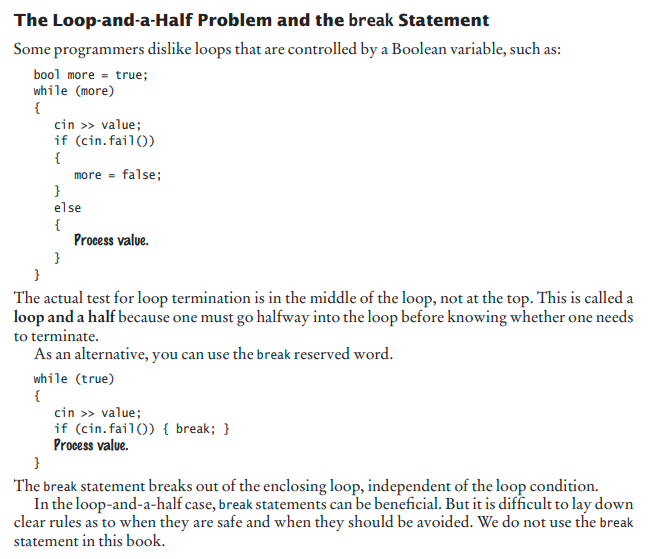 The Loop-and-a-Half Problem and the break Statement
Some programmers dislike loops that are controlled by a Boolean variable, such as:
bool more = true;
while (more)
{
cin >> value;
if (cin.fail())
{
more = false;
}
else
{
Process value.
}
}
The actual test for loop termination is in the middle of the loop, not at the top. This is called a
loop and a half because one must go halfway into the loop before knowing whether one needs
to terminate.
As an alternative, you can use the break reserved word.
while (true)
{
cin >> value;
if (cin.fail()) { break; }
Process value.
}
The break statement breaks out of the enclosing loop, independent of the loop condition.
In the loop-and-a-half case, break statements can be beneficial. But it is difficult to lay down
clear rules as to when they are safe and when they should be avoided. We do not use the break
statement in this book.